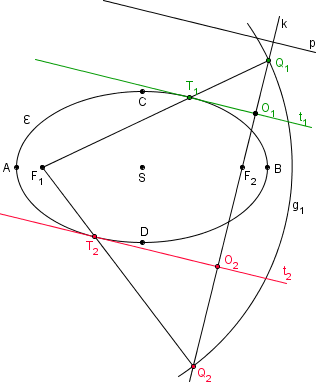 k
p
Q₁
T₁
C
O₁
t₁
ε
A
F₁
S
F₂
B
g₁
D
T₂
O₂
t₂
Q₂